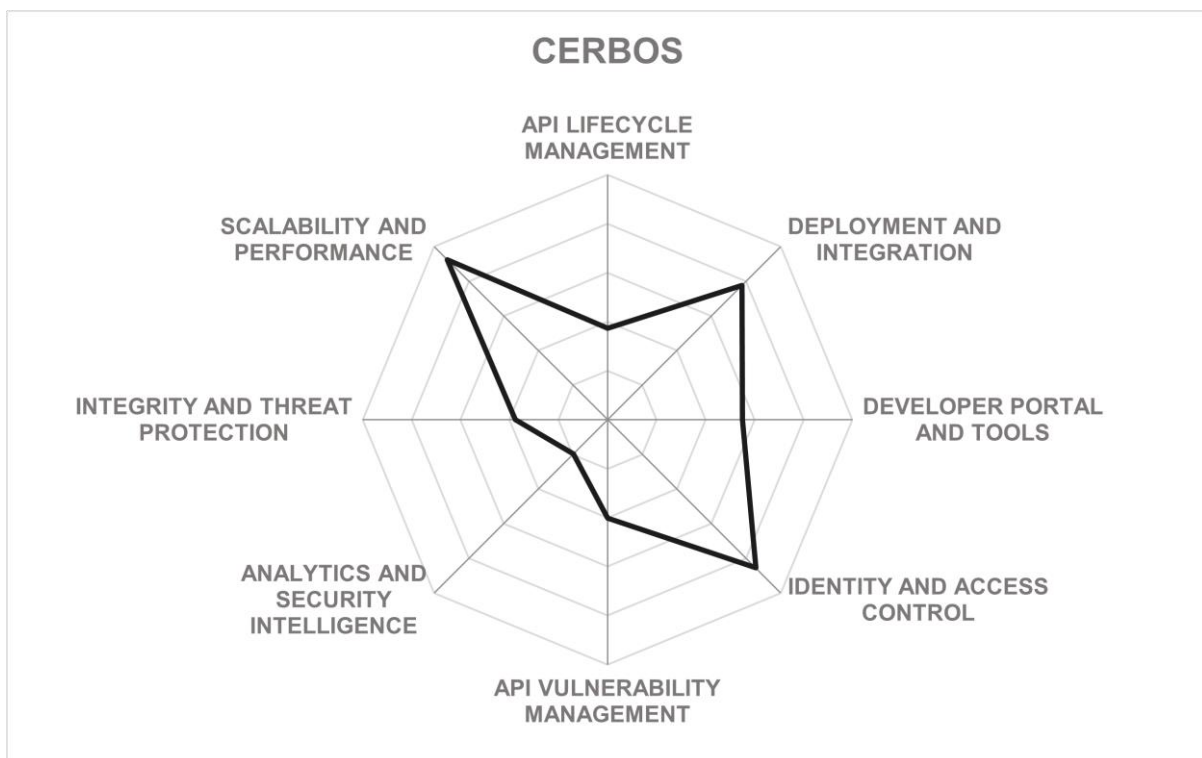 CERBOS
API LIFECYCLE
MANAGEMENT
DEPLOYMENT AND
INTEGRATION
DEVELOPER PORTAL
AND TOOLS
IDENTITY AND ACCESS
CONTROL
API VULNERABILITY
MANAGEMENT
ANALYTICS AND
SECURITY
INTELLIGENCE
INTEGRITY AND THREAT
PROTECTION
SCALABILITY AND
PERFORMANCE